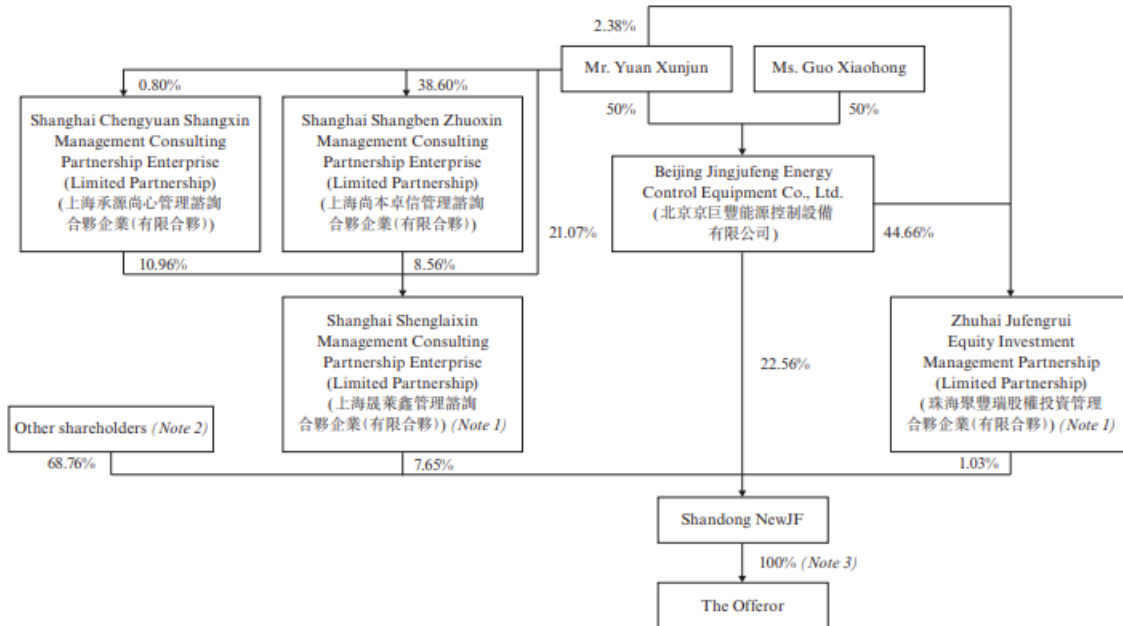 2.38%
Mr. Yuan Xunjun
Ms. Guo Xiaohong
0.80%
38.60%
50%
50%
Shanghai Chengyuan Shangxin
Management Consulting
Partnership Enterprise
(Limited Partnership)
(上海承源尚心管理諮詢
合夥企業(有限合夥))
Shanghai Shangben Zhuoxin
Management Consulting
Partnership Enterprise
(Limited Partnership)
(上海尚本卓信管理諮詢
合夥企業(有限合夥))
21.07%
Beijing Jingjufeng Energy
Control Equipment Co., Ltd.
(北京京巨豐能源控制設備
有限公司)
44.66%
10.96%
8.56%
Shanghai Shenglaixin
Management Consulting
Partnership Enterprise
(Limited Partnership)
(上海晟萊鑫管理諮詢
合夥企業(有限合夥)) (Note 1)
22.56%
Zhuhai Jufengrui
Equity Investment
Management Partnership
(Limited Partnership)
(珠海聚豐瑞股權投資管理
合夥企業(有限合夥)) (Note 1)
Other shareholders (Note 2)
68.76%
7.65%
1.03%
Shandong NewJF
100% (Note 3)
The Offeror